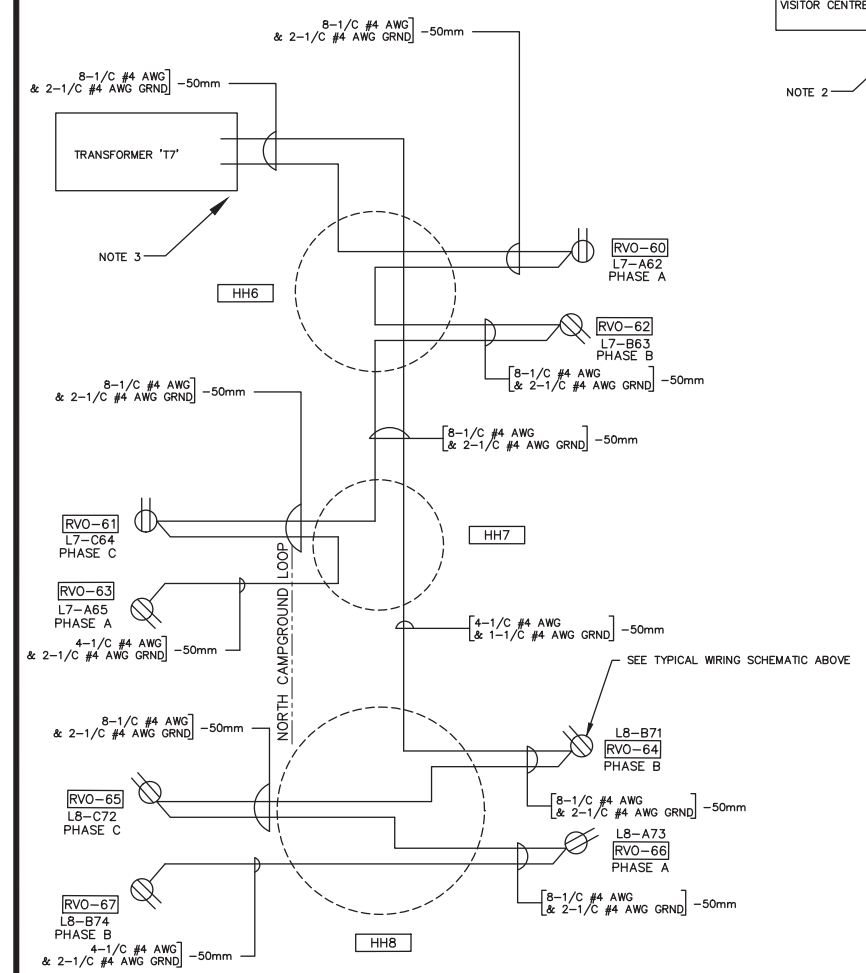 VISITOR CENTRE
8-1/C #4 AWG
& 2-1/C #4 AWG GRND
-50mm
8-1/C #4 AWG
& 2-1/C #4 AWG GRND
-50mm
NOTE 2
TRANSFORMER 'T7'
NOTE 3
HH6
RVO-60
L7-A62
PHASE A
RVO-62
L7-B63
PHASE B
8-1/C #4 AWG
& 2-1/C #4 AWG GRND
-50mm
8-1/C #4 AWG
& 2-1/C #4 AWG GRND
-50mm
8-1/C #4 AWG
& 2-1/C #4 AWG GRND
-50mm
RVO-61
L7-C64
PHASE C
HH7
RVO-63
L7-A65
PHASE A
4-1/C #4 AWG
& 2-1/C #4 AWG GRND
-50mm
NORTH CAMPGROUND LOOP
4-1/C #4 AWG
& 1-1/C #4 AWG GRND
-50mm
SEE TYPICAL WIRING SCHEMATIC ABOVE
8-1/C #4 AWG
& 2-1/C #4 AWG GRND
-50mm
L8-B71
RVO-64
PHASE B
RVO-65
L8-C72
PHASE C
8-1/C #4 AWG
& 2-1/C #4 AWG GRND
-50mm
L8-A73
RVO-66
PHASE A
RVO-67
L8-B74
PHASE B
8-1/C #4 AWG
& 2-1/C #4 AWG GRND
-50mm
4-1/C #4 AWG
& 2-1/C #4 AWG GRND
-50mm
HH8